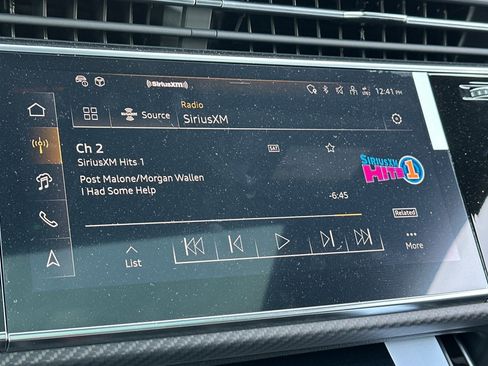 ((SiriusXM))
12:41 PM
Source
Radio
SiriusXM
Ch 2
SAT
SiriusXM Hits 1
Post Malone/Morgan Wallen
I Had Some Help
-6:45
SIRIUSXM
HITS 1
Related
List
More